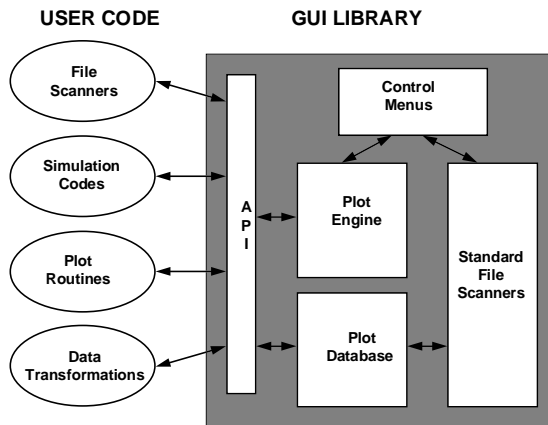 USER CODE
GUI LIBRARY
File
Scanners
Simulation
Codes
Plot
Routines
Data
Transformations
A
P
I
Control
Menus
Plot
Engine
Plot
Database
Standard
File
Scanners